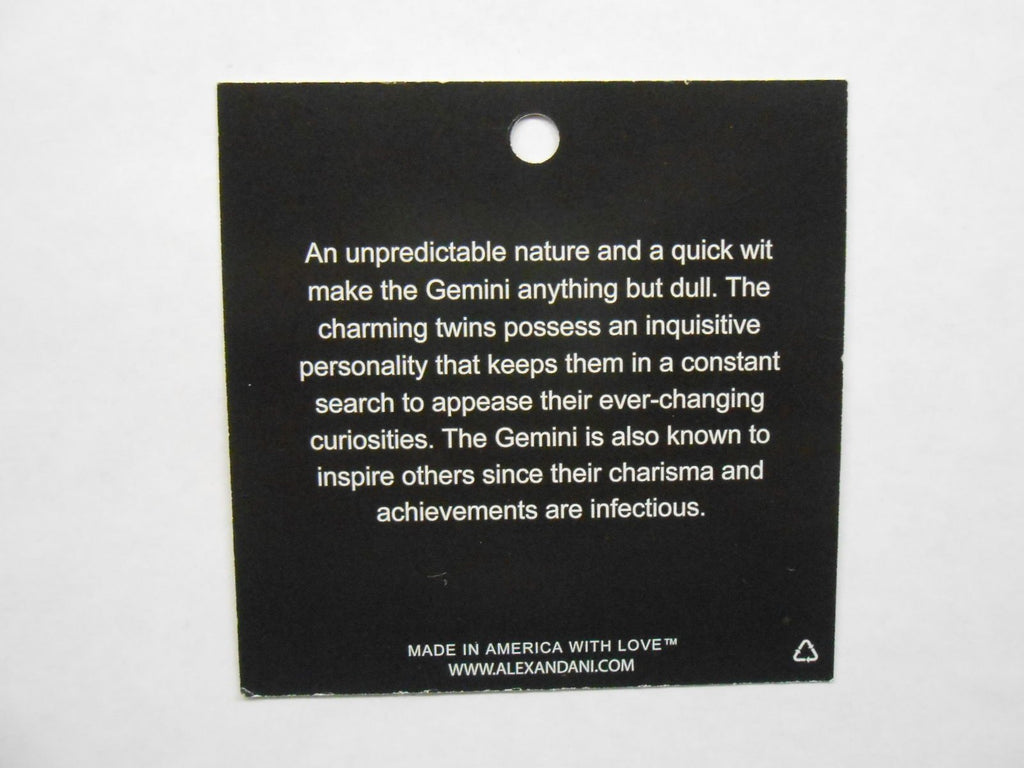 An unpredictable nature and a quick wit
make the Gemini anything but dull. The
charming twins possess an inquisitive
personality that keeps them in a constant
search to appease their ever-changing
curiosities. The Gemini is also known to
inspire others since their charisma and
achievements are infectious.
MADE IN AMERICA WITH LOVE™
WWW.ALEXANDANI.COM